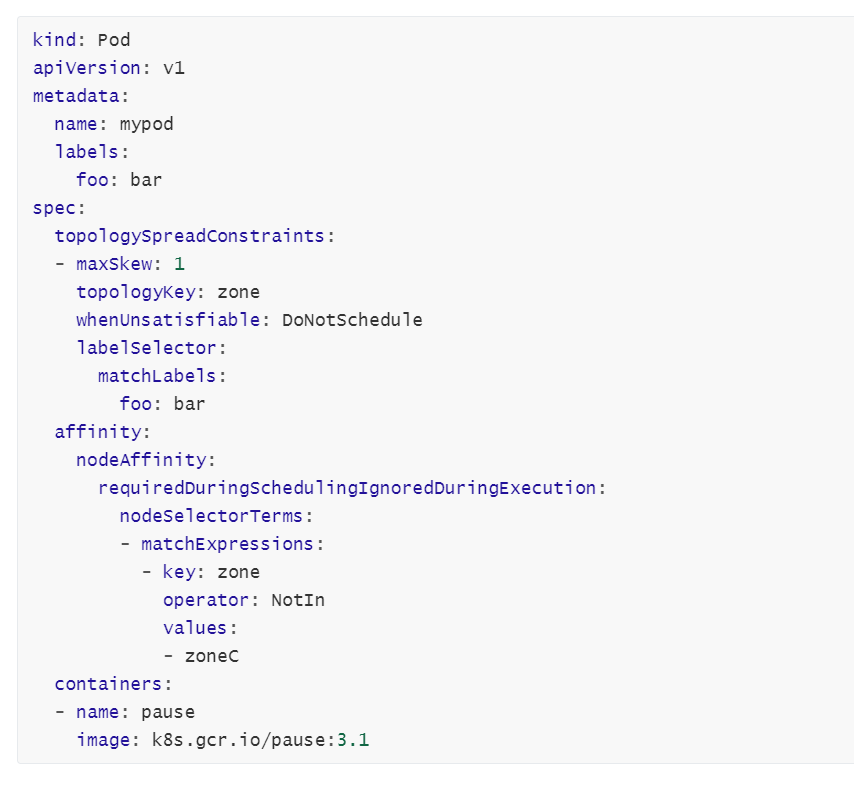 kind: Pod
apiVersion: v1
metadata:
  name: mypod
  labels:
    foo: bar
spec:
  topologySpreadConstraints:
  - maxSkew: 1
    topologyKey: zone
    whenUnsatisfiable: DoNotSchedule
    labelSelector:
      matchLabels:
        foo: bar
  affinity:
    nodeAffinity:
      requiredDuringSchedulingIgnoredDuringExecution:
        nodeSelectorTerms:
        - matchExpressions:
          - key: zone
            operator: NotIn
            values:
            - zoneC
  containers:
  - name: pause
    image: k8s.gcr.io/pause:3.1